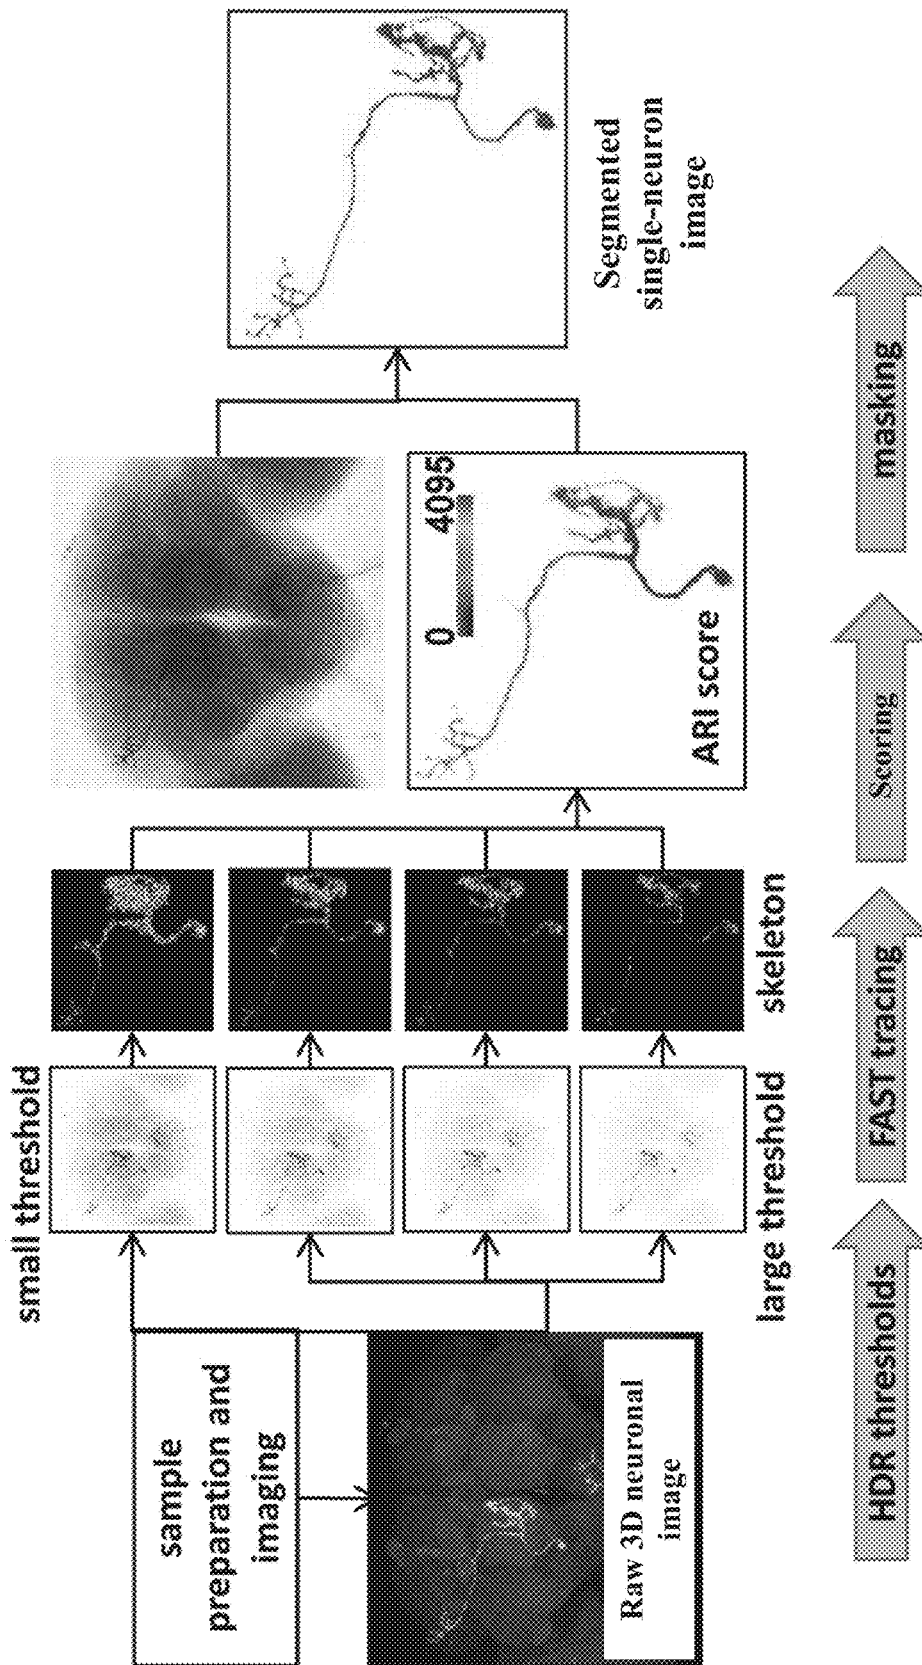 small threshold
sample
preparation and
imaging
Raw 3D neuronal
image
large threshold
skeleton
0 4095
ARI score
Segmented
single-neuron
image
HDR thresholds
FAST tracing
Scoring
masking